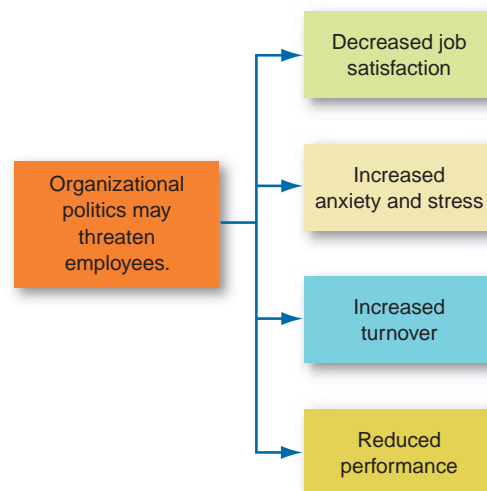 Decreased job
satisfaction
Organizational
politics may
threaten
employees.
Increased
anxiety and stress
Increased
turnover
Reduced
performance